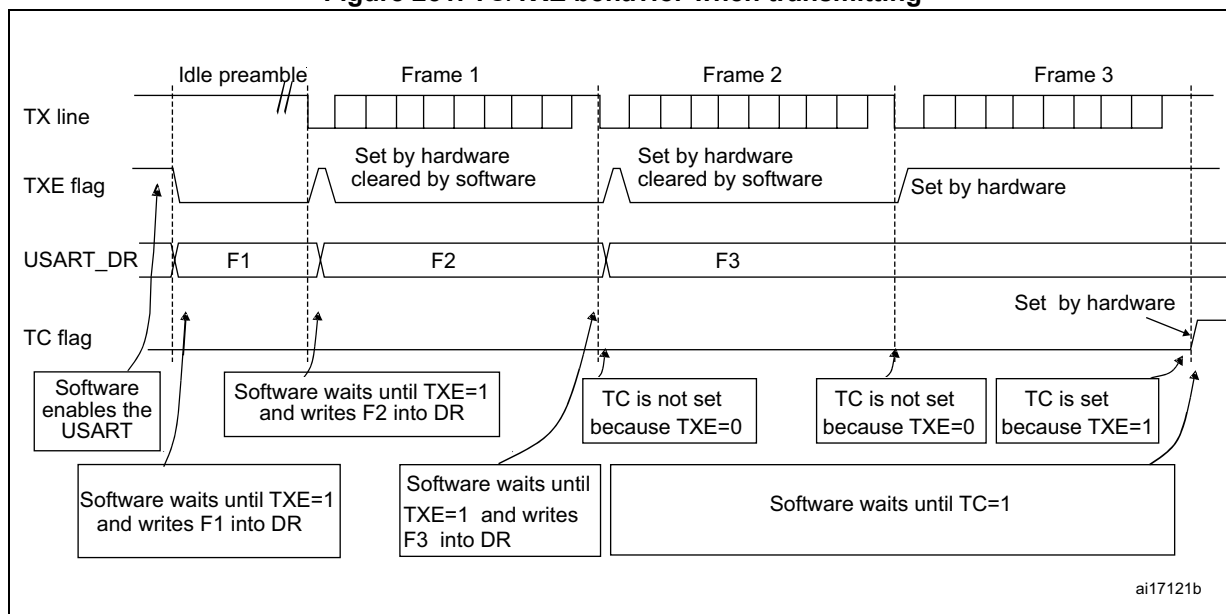 Idle preamble
Frame 1
Frame 2
Frame 3
TX line
TXE flag
Set by hardware
cleared by software
Set by hardware
cleared by software
Set by hardware
USART_DR
F1
F2
F3
TC flag
Set by hardware
Software
enables the
USART
Software waits until TXE=1
and writes F2 into DR
TC is not set
because TXE=0
TC is not set
because TXE=0
TC is set
because TXE=1
Software waits until TXE=1
and writes F1 into DR
Software waits until
TXE=1 and writes
F3 into DR
Software waits until TC=1
ai17121b